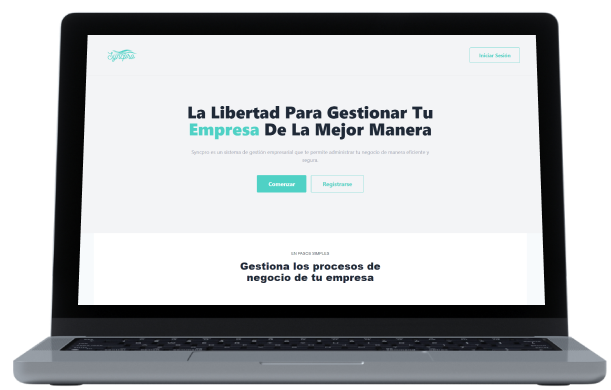 Syncpro
Iniciar Sesión
La Libertad Para Gestionar Tu
Empresa De La Mejor Manera
Syncpro es un sistema de gestión empresarial que te permite administrar tu negocio de manera eficiente y
segura.
Comenzar
Registrarse
Gestiona los procesos de
negocio de tu empresa